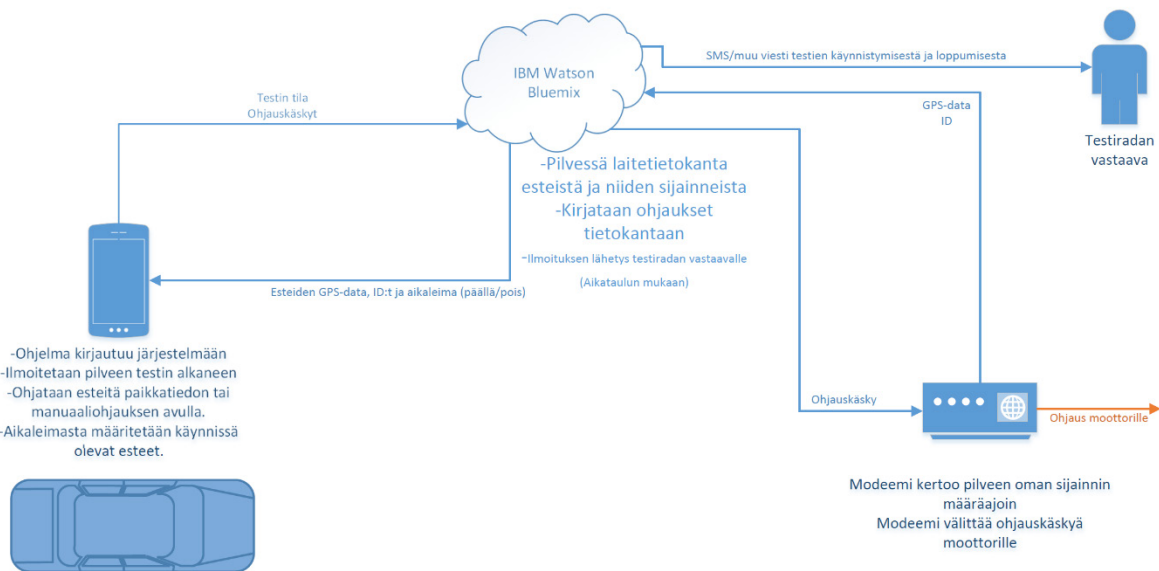 IBM Watson
Bluemix
SMS/muu viesti testien käynnistymisestä ja loppumisesta
Testiradan
vastaava
Testin tila
Ohjauskäskyt
GPS-data
ID
-Pilvessä laitetietokanta
esteistä ja niiden sijainneista
-Kirjataan ohjaukset
tietokantaan
-Ilmoituksen lähetys testiradan vastaavalle
(Aikataulun mukaan)
Esteiden GPS-data, ID:t ja aikaleima (päällä/pois)
-Ohjelma kirjautuu järjestelmään
-Ilmoitetaan pilveen testin alkaneen
-Ohjataan esteitä paikkatiedon tai
manuaaliohjauksen avulla.
-Aikaleimasta määritetään käynnissä
olevat esteet.
Ohjauskäsky
Ohjaus moottorille
Modeemi kertoo pilveen oman sijainnin
määräajoin
Modeemi välittää ohjauskäskyä
moottorille